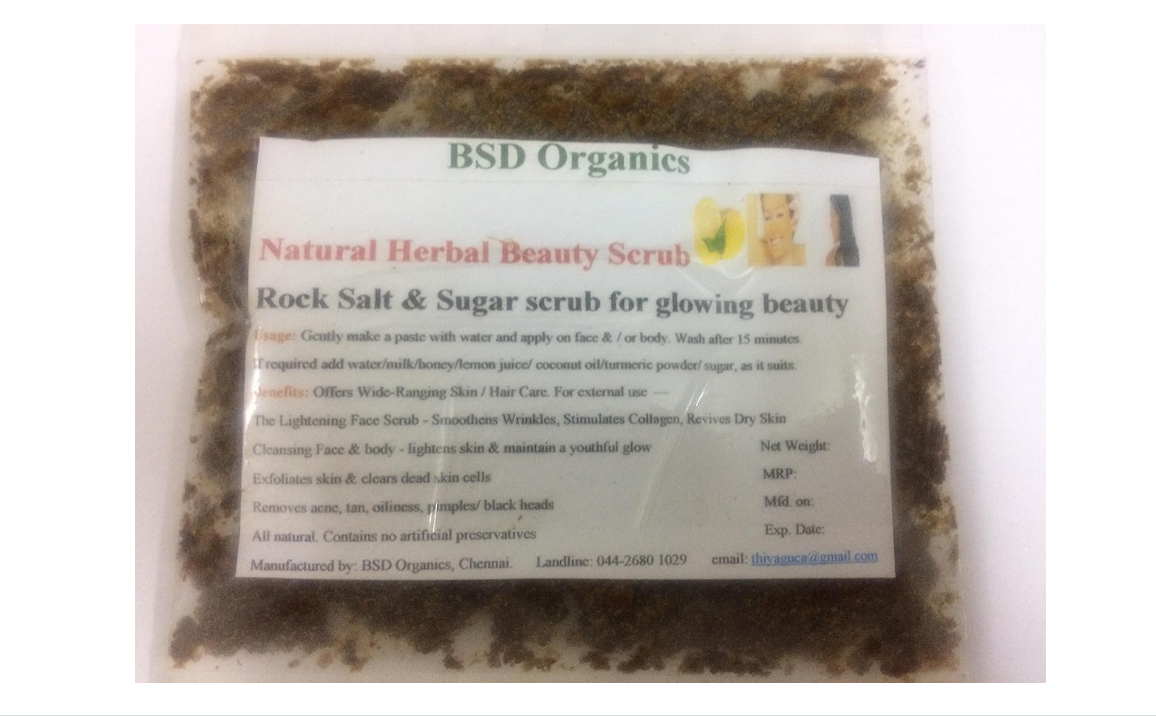 BSD Organics
Natural Herbal Beauty Scrub
Rock Salt & Sugar scrub for glowing beauty
Usage: Gently make a paste with water and apply on face & / or body. Wash after 15 minutes.
If required add water/milk/honey/lemon juice/ coconut oil/turmeric powder/ sugar, as it suits.
Benefits: Offers Wide-Ranging Skin / Hair Care. For external use
The Lightening Face Scrub - Smoothens Wrinkles, Stimulates Collagen, Revives Dry Skin
Cleansing Face & body - lightens skin & maintain a youthful glow Net Weight:
Exfoliates skin & clears dead skin cells MRP:
Removes acne, tan, oiliness, pimples/ black heads Mfd. on:
All natural. Contains no artificial preservatives Exp. Date:
Manufactured by: BSD Organics, Chennai. Landline: 044-2680 1029 email: thiyaguca@gmail.com